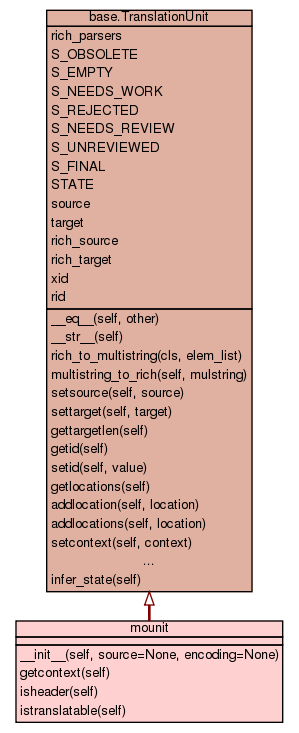 base.TranslationUnit
rich_parsers
S_OBSOLETE
S_EMPTY
S_NEEDS_WORK
S_REJECTED
S_NEEDS_REVIEW
S_UNREVIEWED
S_FINAL
STATE
source
target
rich_source
rich_target
xid
rid
__eq__(self, other)
__str__(self)
rich_to_multistring(cls, elem_list)
multistring_to_rich(self, mulstring)
setsource(self, source)
settarget(self, target)
gettargetlen(self)
getid(self)
setid(self, value)
getlocations(self)
addlocation(self, location)
addlocations(self, location)
setcontext(self, context)
...
infer_state(self)
mounit
__init__(self, source=None, encoding=None)
getcontext(self)
isheader(self)
istranslatable(self)